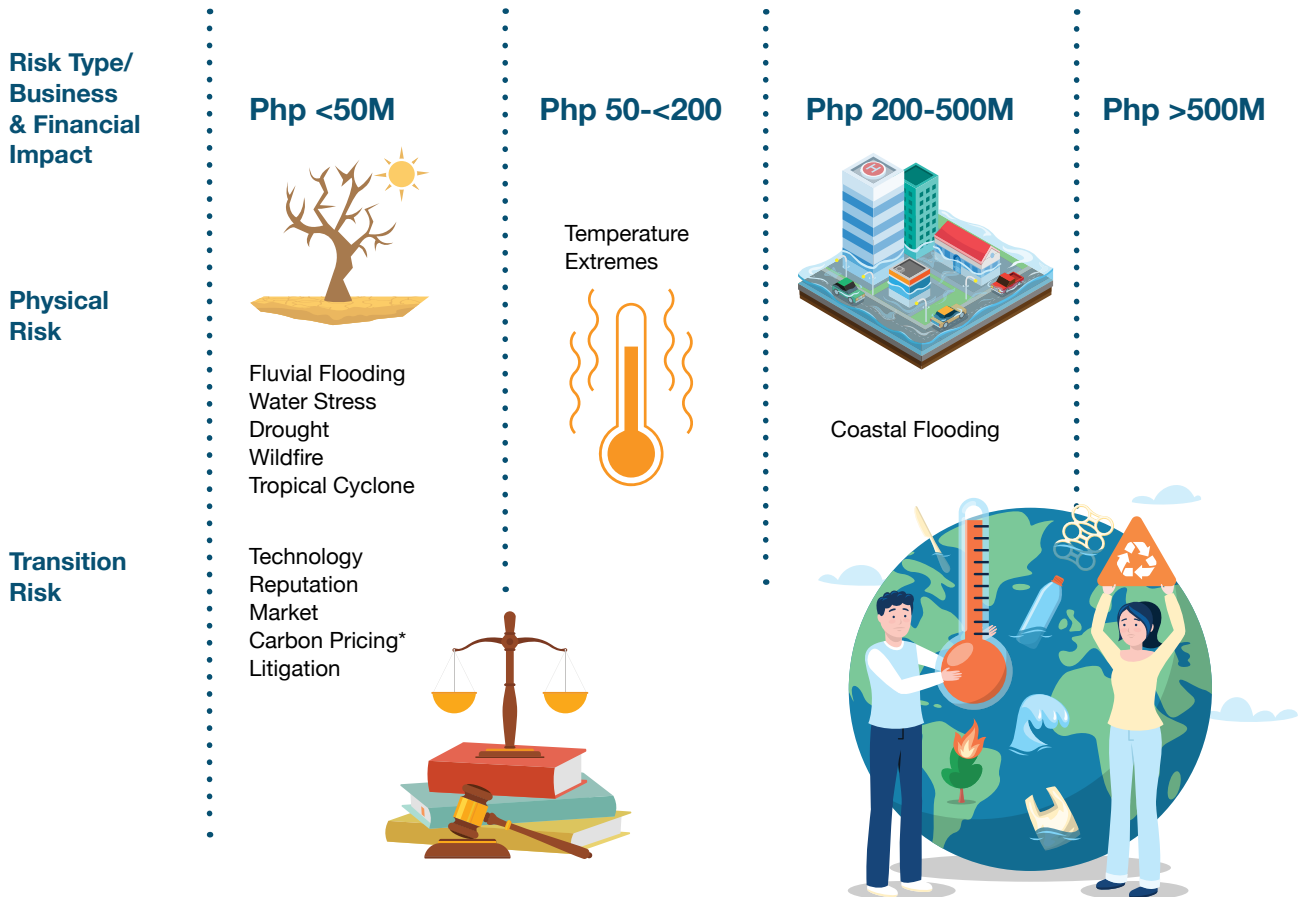 Risk Type/
Business
& Financial
Impact
Php <50M
Php 50-<200
Php 200-500M
Php >500M
Physical
Risk
Fluvial Flooding
Water Stress
Drought
Wildfire
Tropical Cyclone
Temperature
Extremes
H
Coastal Flooding
Transition
Risk
Technology
Reputation
Market
Carbon Pricing*
Litigation